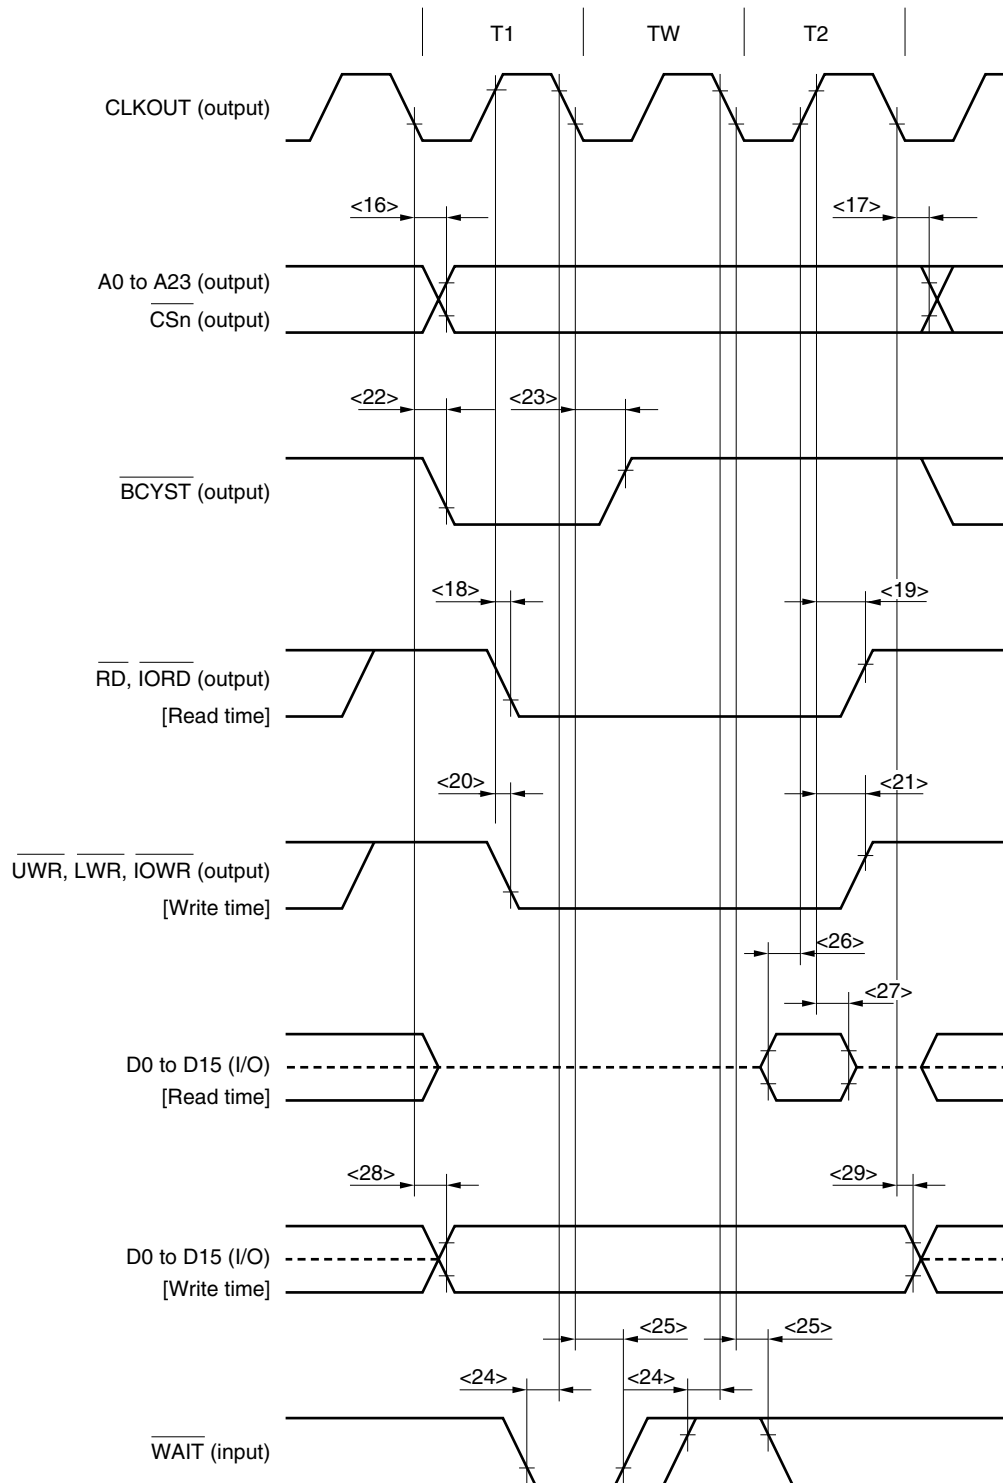 T1 TW T2
CLKOUT (output)
<16> <17>
A0 to A23 (output)
CSn (output)
<22> <23>
BCYST (output)
<18> <19>
RD, IORD (output)
[Read time]
<20> <21>
UWR, LWR, IOWR (output)
[Write time]
<26>
<27>
D0 to D15 (I/O)
[Read time]
<28> <29>
D0 to D15 (I/O)
[Write time]
<25> <25>
<24> <24>
WAIT (input)